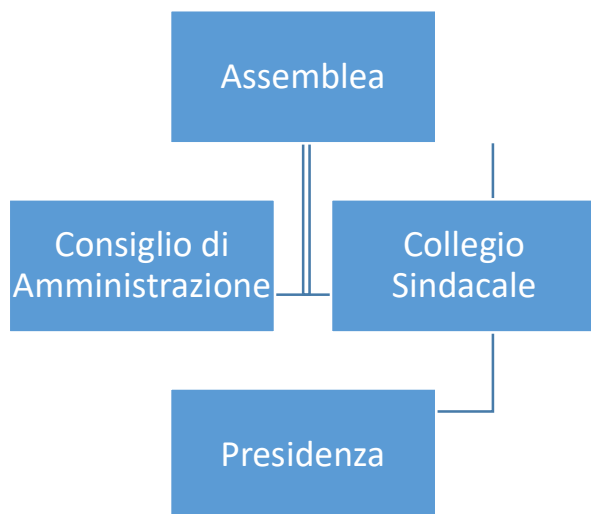 Assemblea
Consiglio di
Amministrazione
Collegio
Sindacale
Presidenza